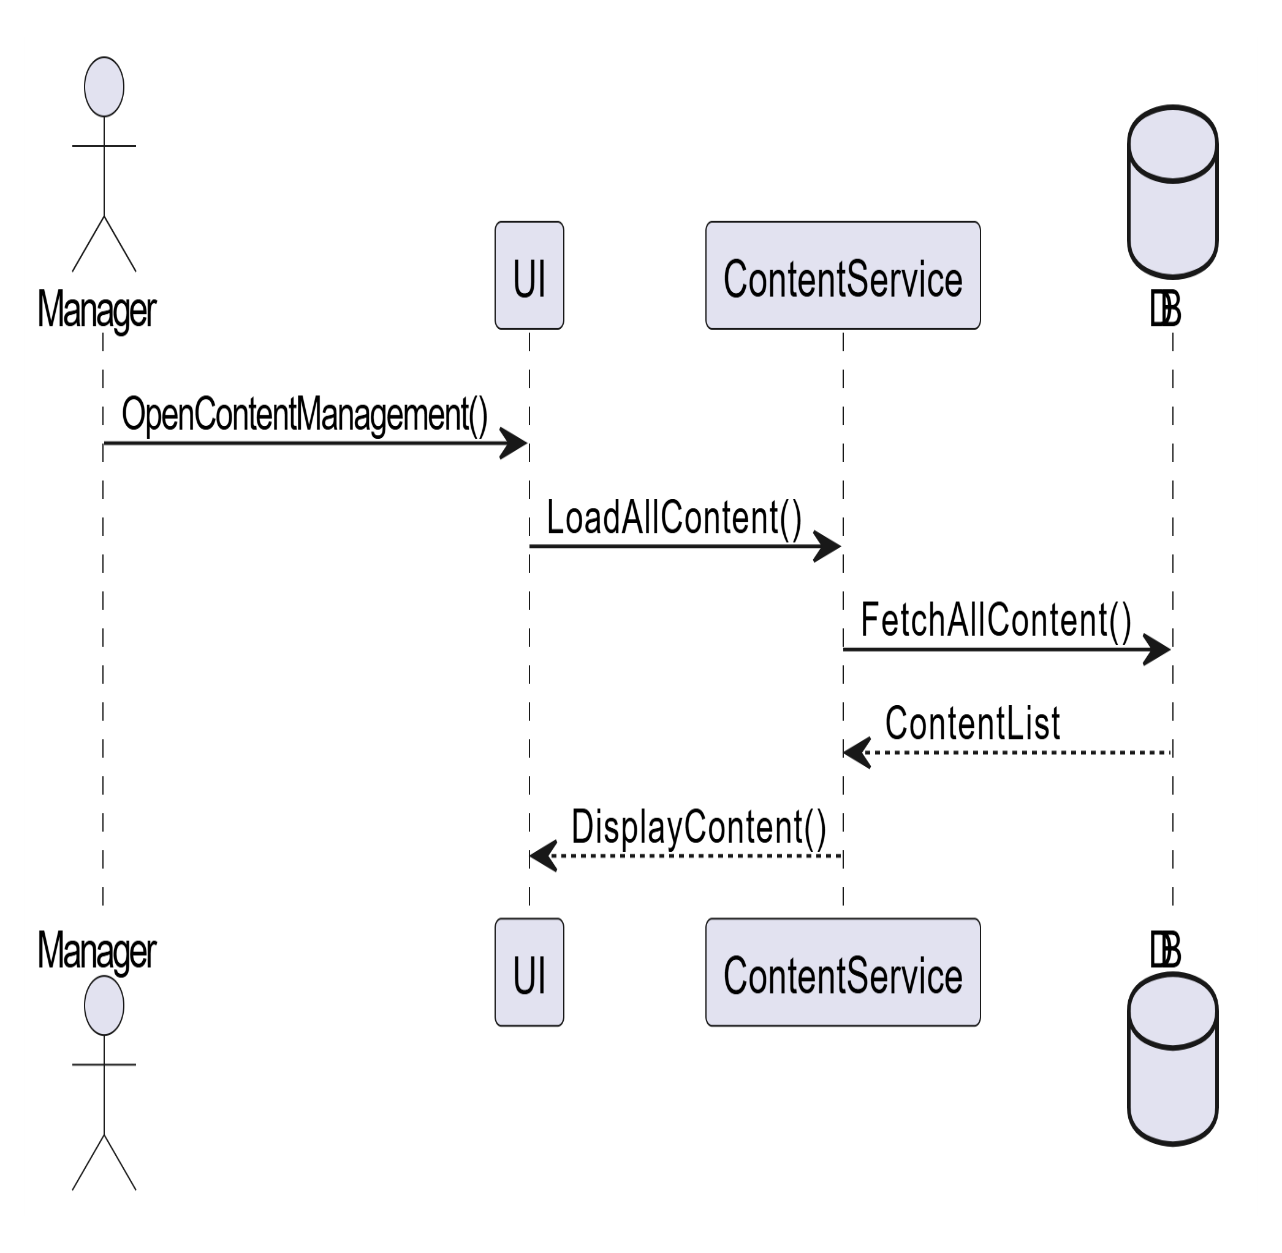 Manager
UI
ContentService
DB
OpenContentManagement()
LoadAllContent()
FetchAllContent()
ContentList
DisplayContent()
Manager
UI
ContentService
DB